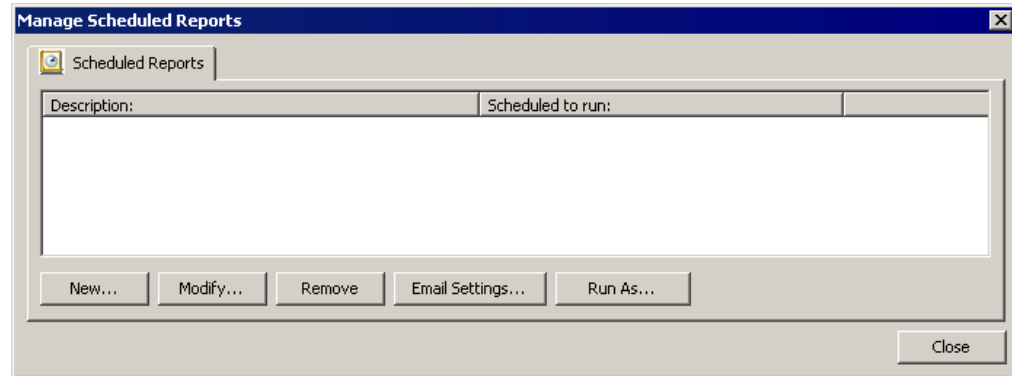 Manage Scheduled Reports
Scheduled Reports
Description: Scheduled to run:
New... Modify... Remove Email Settings... Run As...
Close